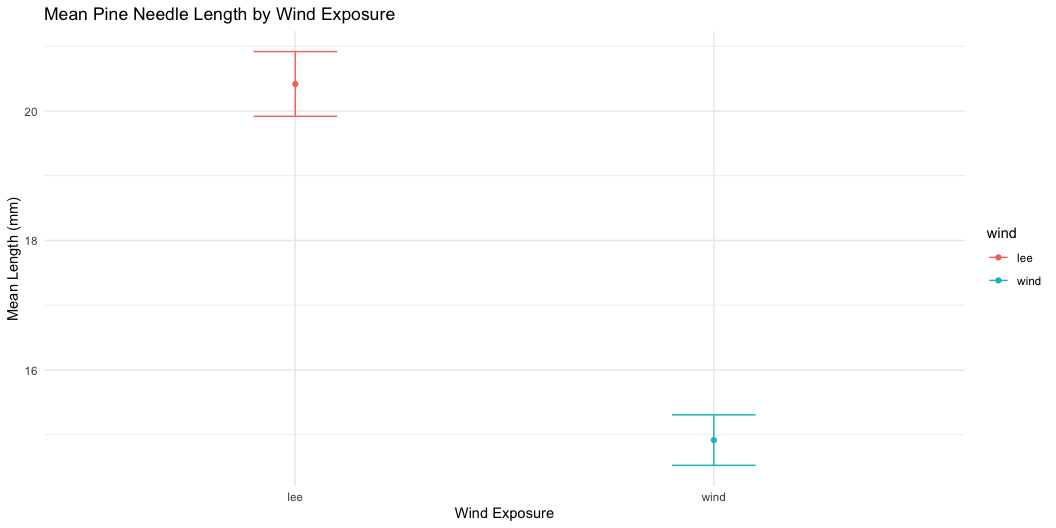 Mean Pine Needle Length by Wind Exposure
Mean Length (mm)
20
18
16
lee
wind
Wind Exposure
wind
lee
wind